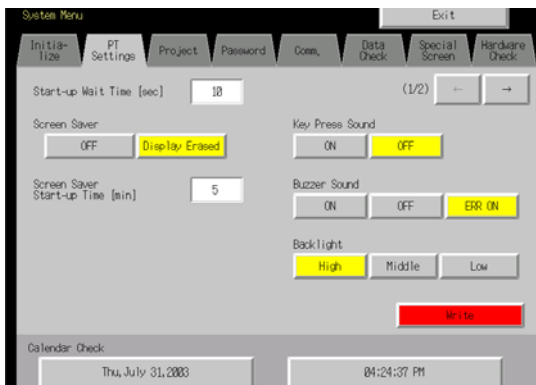 System Menu
Exit
Initia-
lize
PT
Settings
Project
Password
Comm.
Data
Check
Special
Screen
Hardware
Check
Start-up Wait Time [sec]
10
(1/2)
←
→
Screen Saver
OFF
Display Erased
Key Press Sound
ON
OFF
Screen Saver
Start-up Time [min]
5
Buzzer Sound
ON
OFF
ERR ON
Backlight
High
Middle
Low
Write
Calendar Check
Thu, July 31,2003
04:24:37 PM